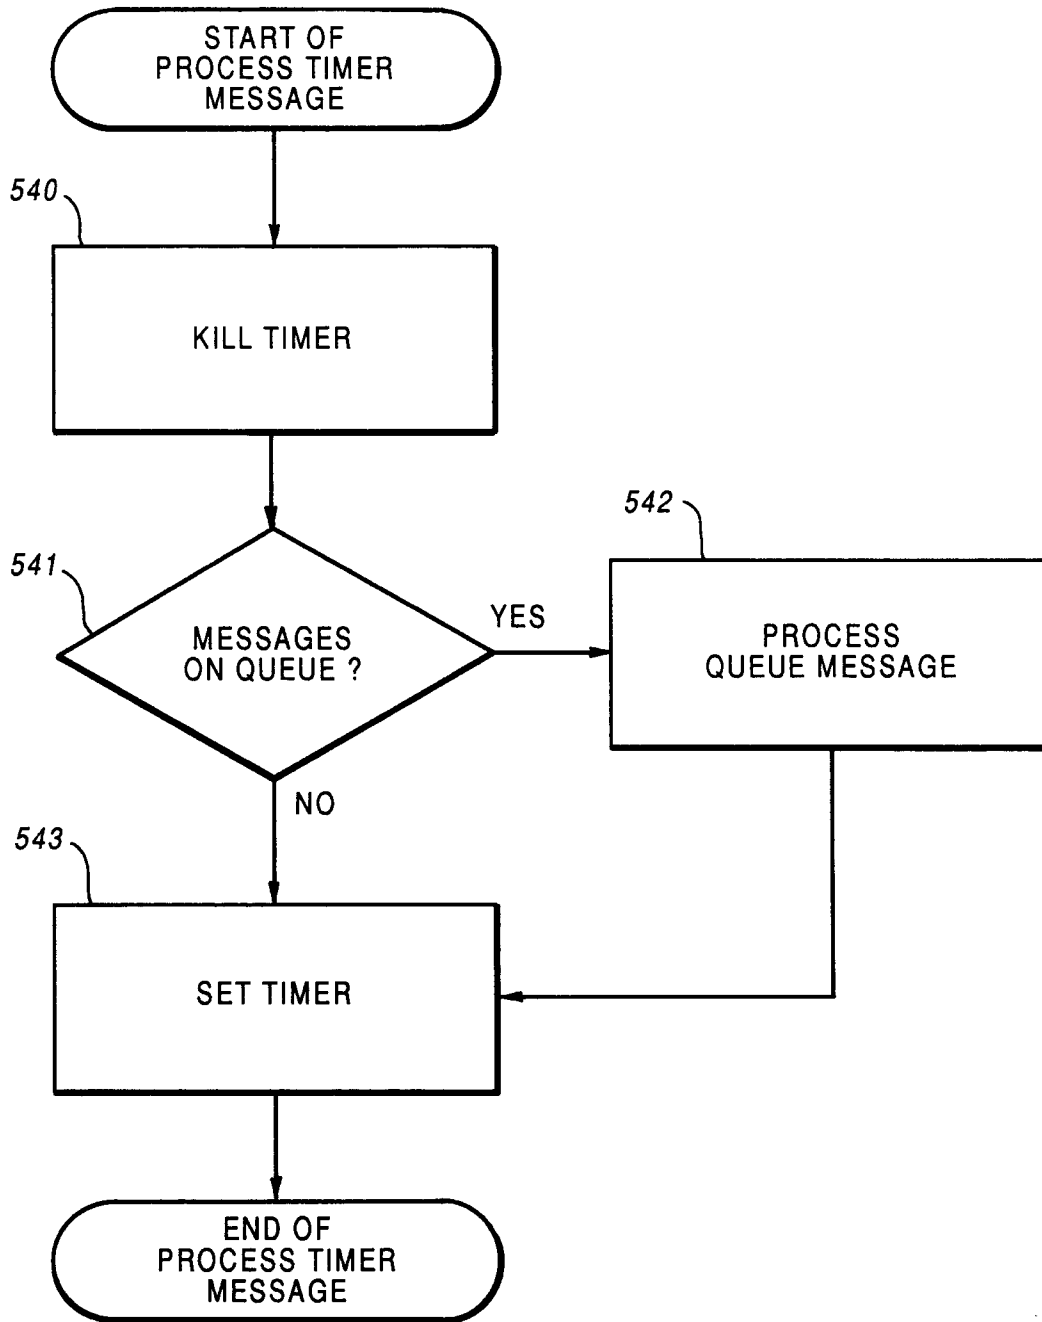 START OF
PROCESS TIMER
MESSAGE
540
KILL TIMER
541
MESSAGES
ON QUEUE ?
YES
542
PROCESS
QUEUE MESSAGE
NO
543
SET TIMER
END OF
PROCESS TIMER
MESSAGE